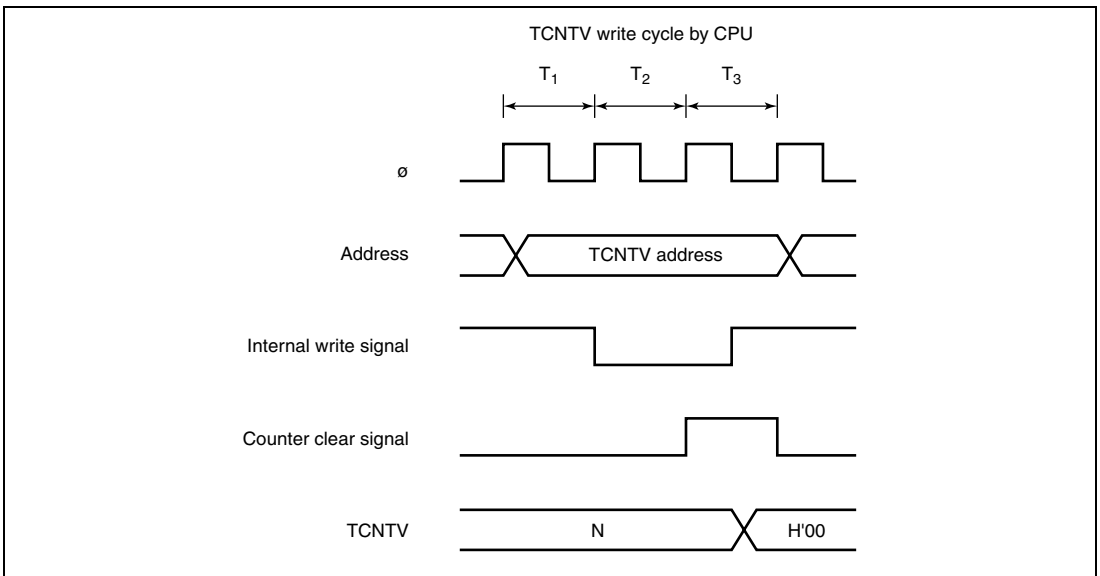 TCNTV write cycle by CPU
T1 T2 T3
ø
Address TCNTV address
Internal write signal
Counter clear signal
TCNTV N H'00